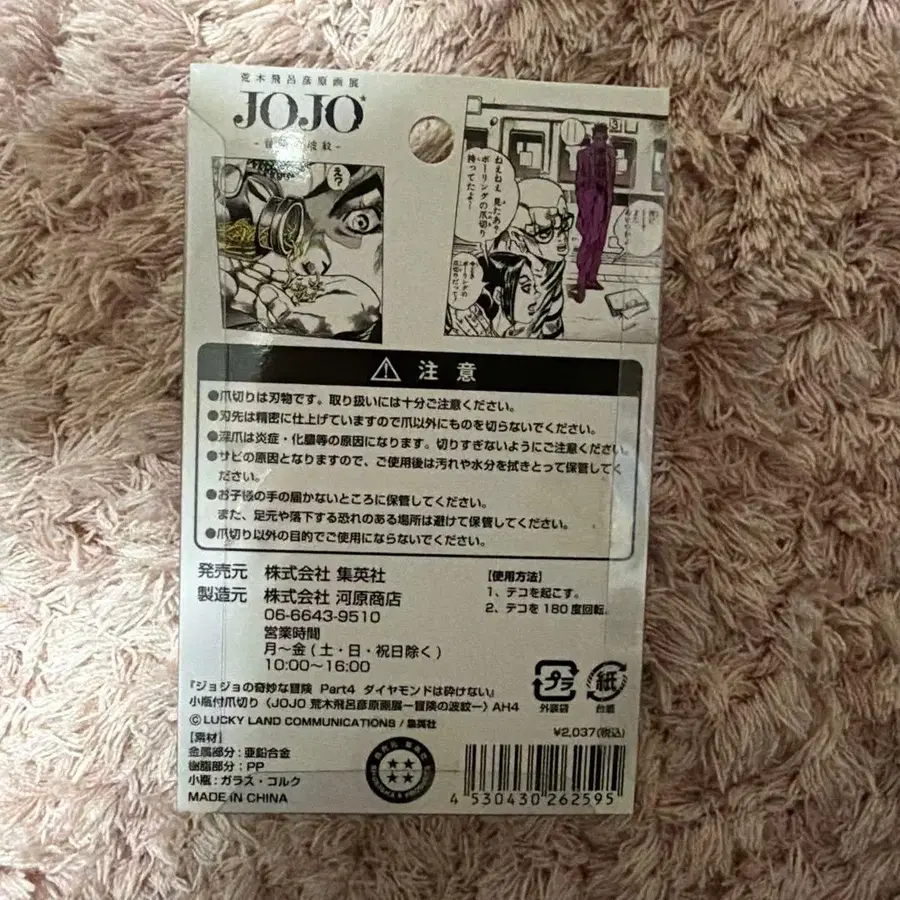 荒木飛呂彦原画展
JOJO
冒険の波紋
え?
ねえねえ 見たあ?
ボーリングの爪切り
持ってたよ〜
ボーリングの
⚠ 注意
●爪切りは刃物です。取り扱いには十分ご注意ください。
●刃先は精密に仕上げていますので爪以外にものを切らないでください。
●深爪は炎症・化膿等の原因になります。切りすぎないようにご注意ください。
●サビの原因となりますので、ご使用後は汚れや水分を拭きとって保管してく
ださい。
●お子様の手の届かないところに保管してください。
また、足元や落下する恐れのある場所は避けて保管してください。
●爪切り以外の目的でご使用にならないでください。
発売元 株式会社 集英社
製造元 株式会社 河原商店
06-6643-9510
営業時間
月〜金(土・日・祝日除く)
10:00〜16:00
【使用方法】
1、テコを起こす。
2、テコを180度回転。
プラ
外装袋
紙
台紙
『ジョジョの奇妙な冒険 Part4 ダイヤモンドは砕けない』
小瓶付爪切り〈JOJO 荒木飛呂彦原画展ー冒険の波紋ー〉AH4
©LUCKY LAND COMMUNICATIONS / 集英社
¥2,037(税込)
【素材】
金属部分:亜鉛合金
樹脂部分:PP
小瓶:ガラス・コルク
MADE IN CHINA
4 530430 262595